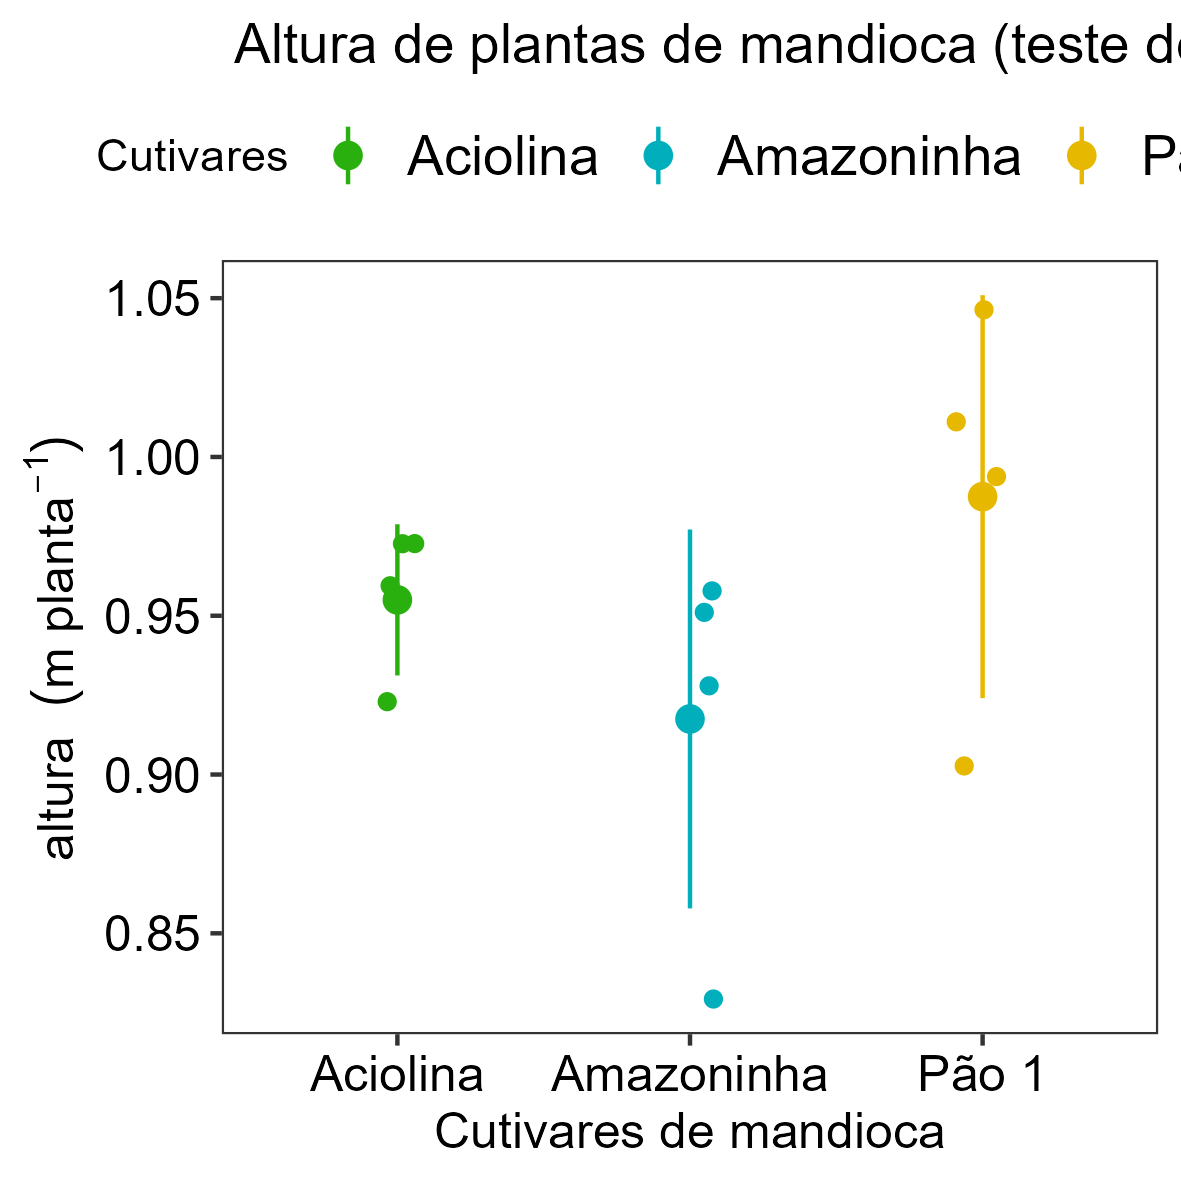 Altura de plantas de mandioca (teste
Cutivares Aciolina Amazoninha
1.05
1.00
0.95
0.90
0.85
altura (m planta⁻¹)
Aciolina Amazoninha Pão 1
Cutivares de mandioca